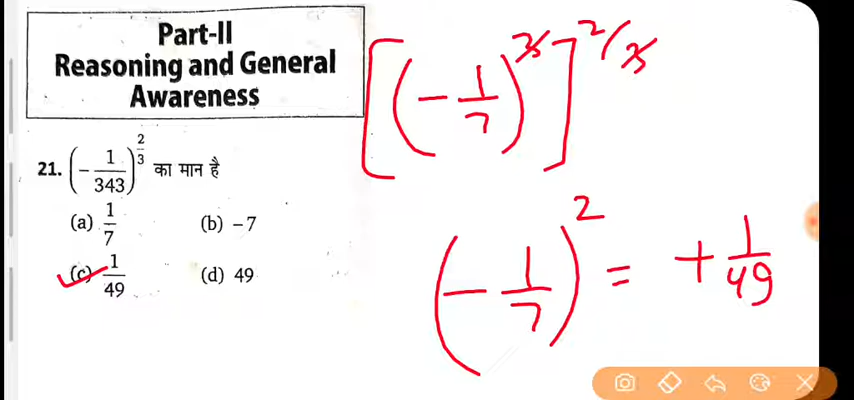 Part-II
Reasoning and General
Awareness
21. (-1/343)^(2/3) का मान है
(a) 1/7 (b) -7
(c) 1/49 (d) 49
[(-1/7)^3]^(2/3)
(-1/7)^2 = +1/49